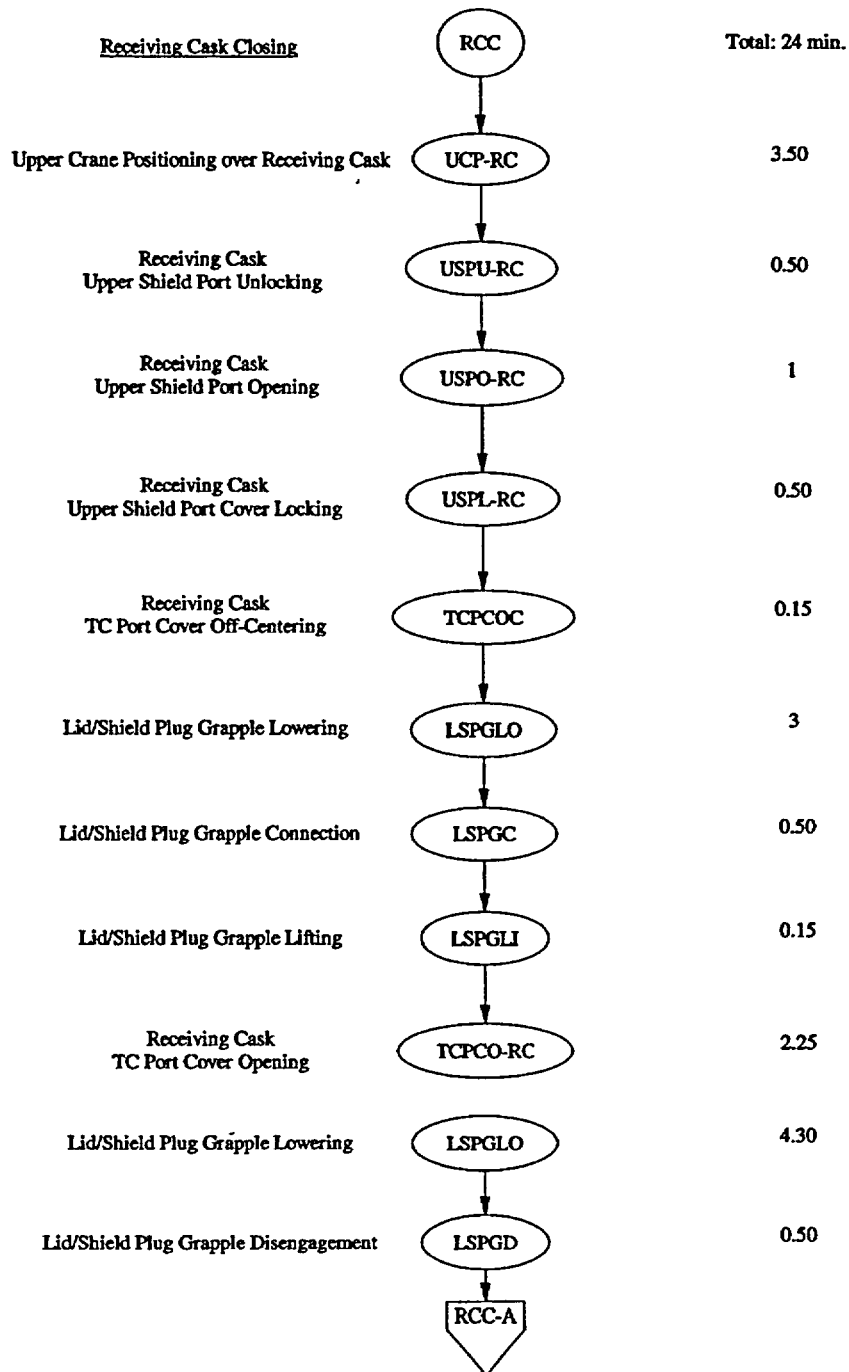 Receiving Cask Closing
RCC
Total: 24 min.
Upper Crane Positioning over Receiving Cask
UCP-RC
3.50
Receiving Cask
Upper Shield Port Unlocking
USPU-RC
0.50
Receiving Cask
Upper Shield Port Opening
USPO-RC
1
Receiving Cask
Upper Shield Port Cover Locking
USPL-RC
0.50
Receiving Cask
TC Port Cover Off-Centering
TCPCOC
0.15
Lid/Shield Plug Grapple Lowering
LSPGLO
3
Lid/Shield Plug Grapple Connection
LSPGC
0.50
Lid/Shield Plug Grapple Lifting
LSPGLI
0.15
Receiving Cask
TC Port Cover Opening
TCPCO-RC
2.25
Lid/Shield Plug Grapple Lowering
LSPGLO
4.30
Lid/Shield Plug Grapple Disengagement
LSPGD
0.50
RCC-A